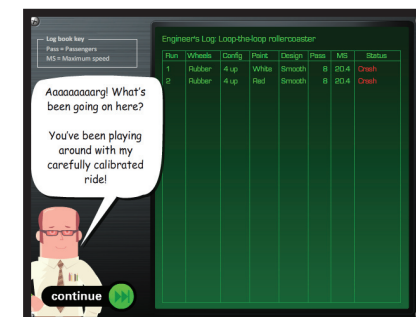 Log book key
Pass = Passengers
MS = Maximum speed
Engineer's Log: Loop-the-loop rollercoaster
Run Wheels Config Paint Design Pass MS Status
1 Rubber 4 up White Smooth 8 20.4 Crash
2 Rubber 4 up Red Smooth 8 20.4 Crash
Aaaaaaaarg! What's
been going on here?
You've been playing
around with my
carefully calibrated
ride!
continue